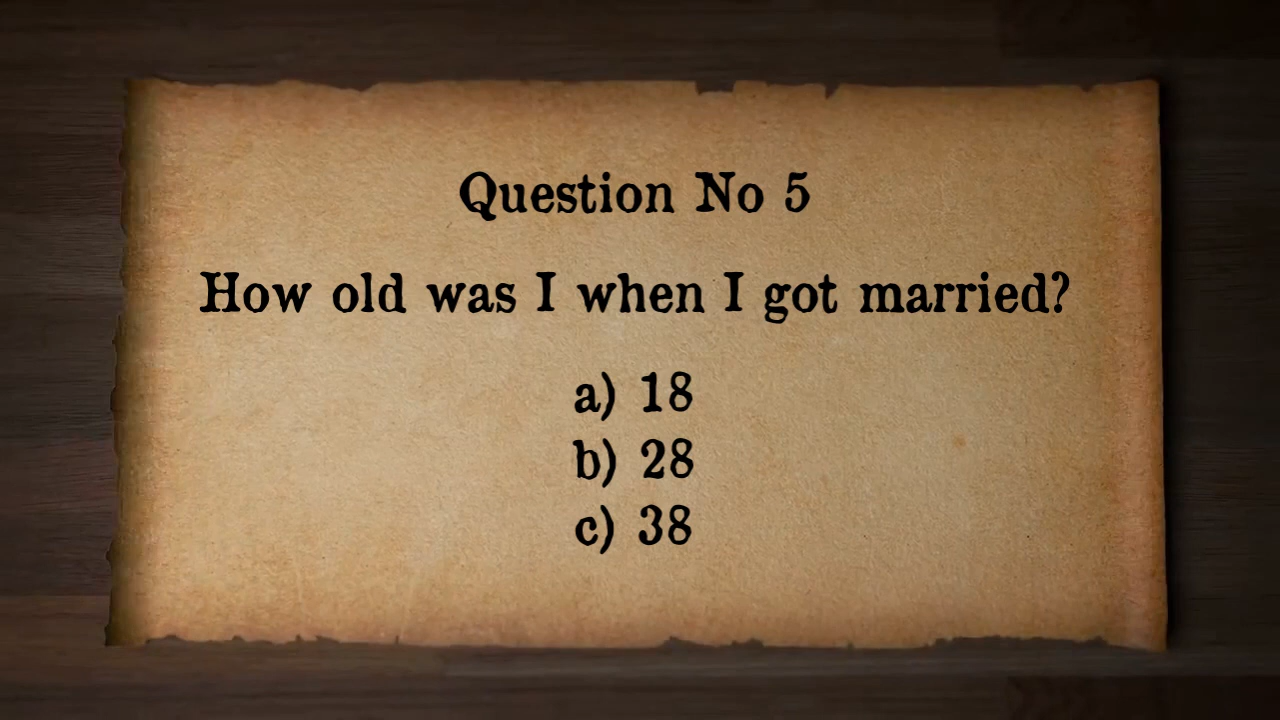 Question No 5
How old was I when I got married?
a) 18
b) 28
c) 38